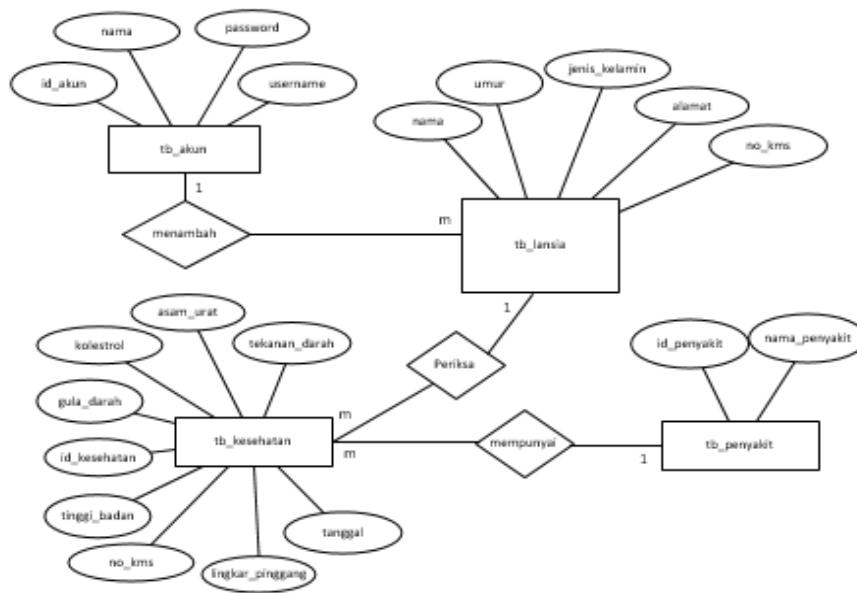 nama
password
id_akun
username
tb_akun
1
menambah
m
jenis_kelamin
umur
alamat
nama
no_kms
tb_lansia
1
Periksa
m
asam_urat
kolestrol
tekanan_darah
gula_darah
tb_kesehatan
id_kesehatan
tinggi_badan
tanggal
no_kms
lingkar_pinggang
m
mempunyai
1
id_penyakit
nama_penyakit
tb_penyakit